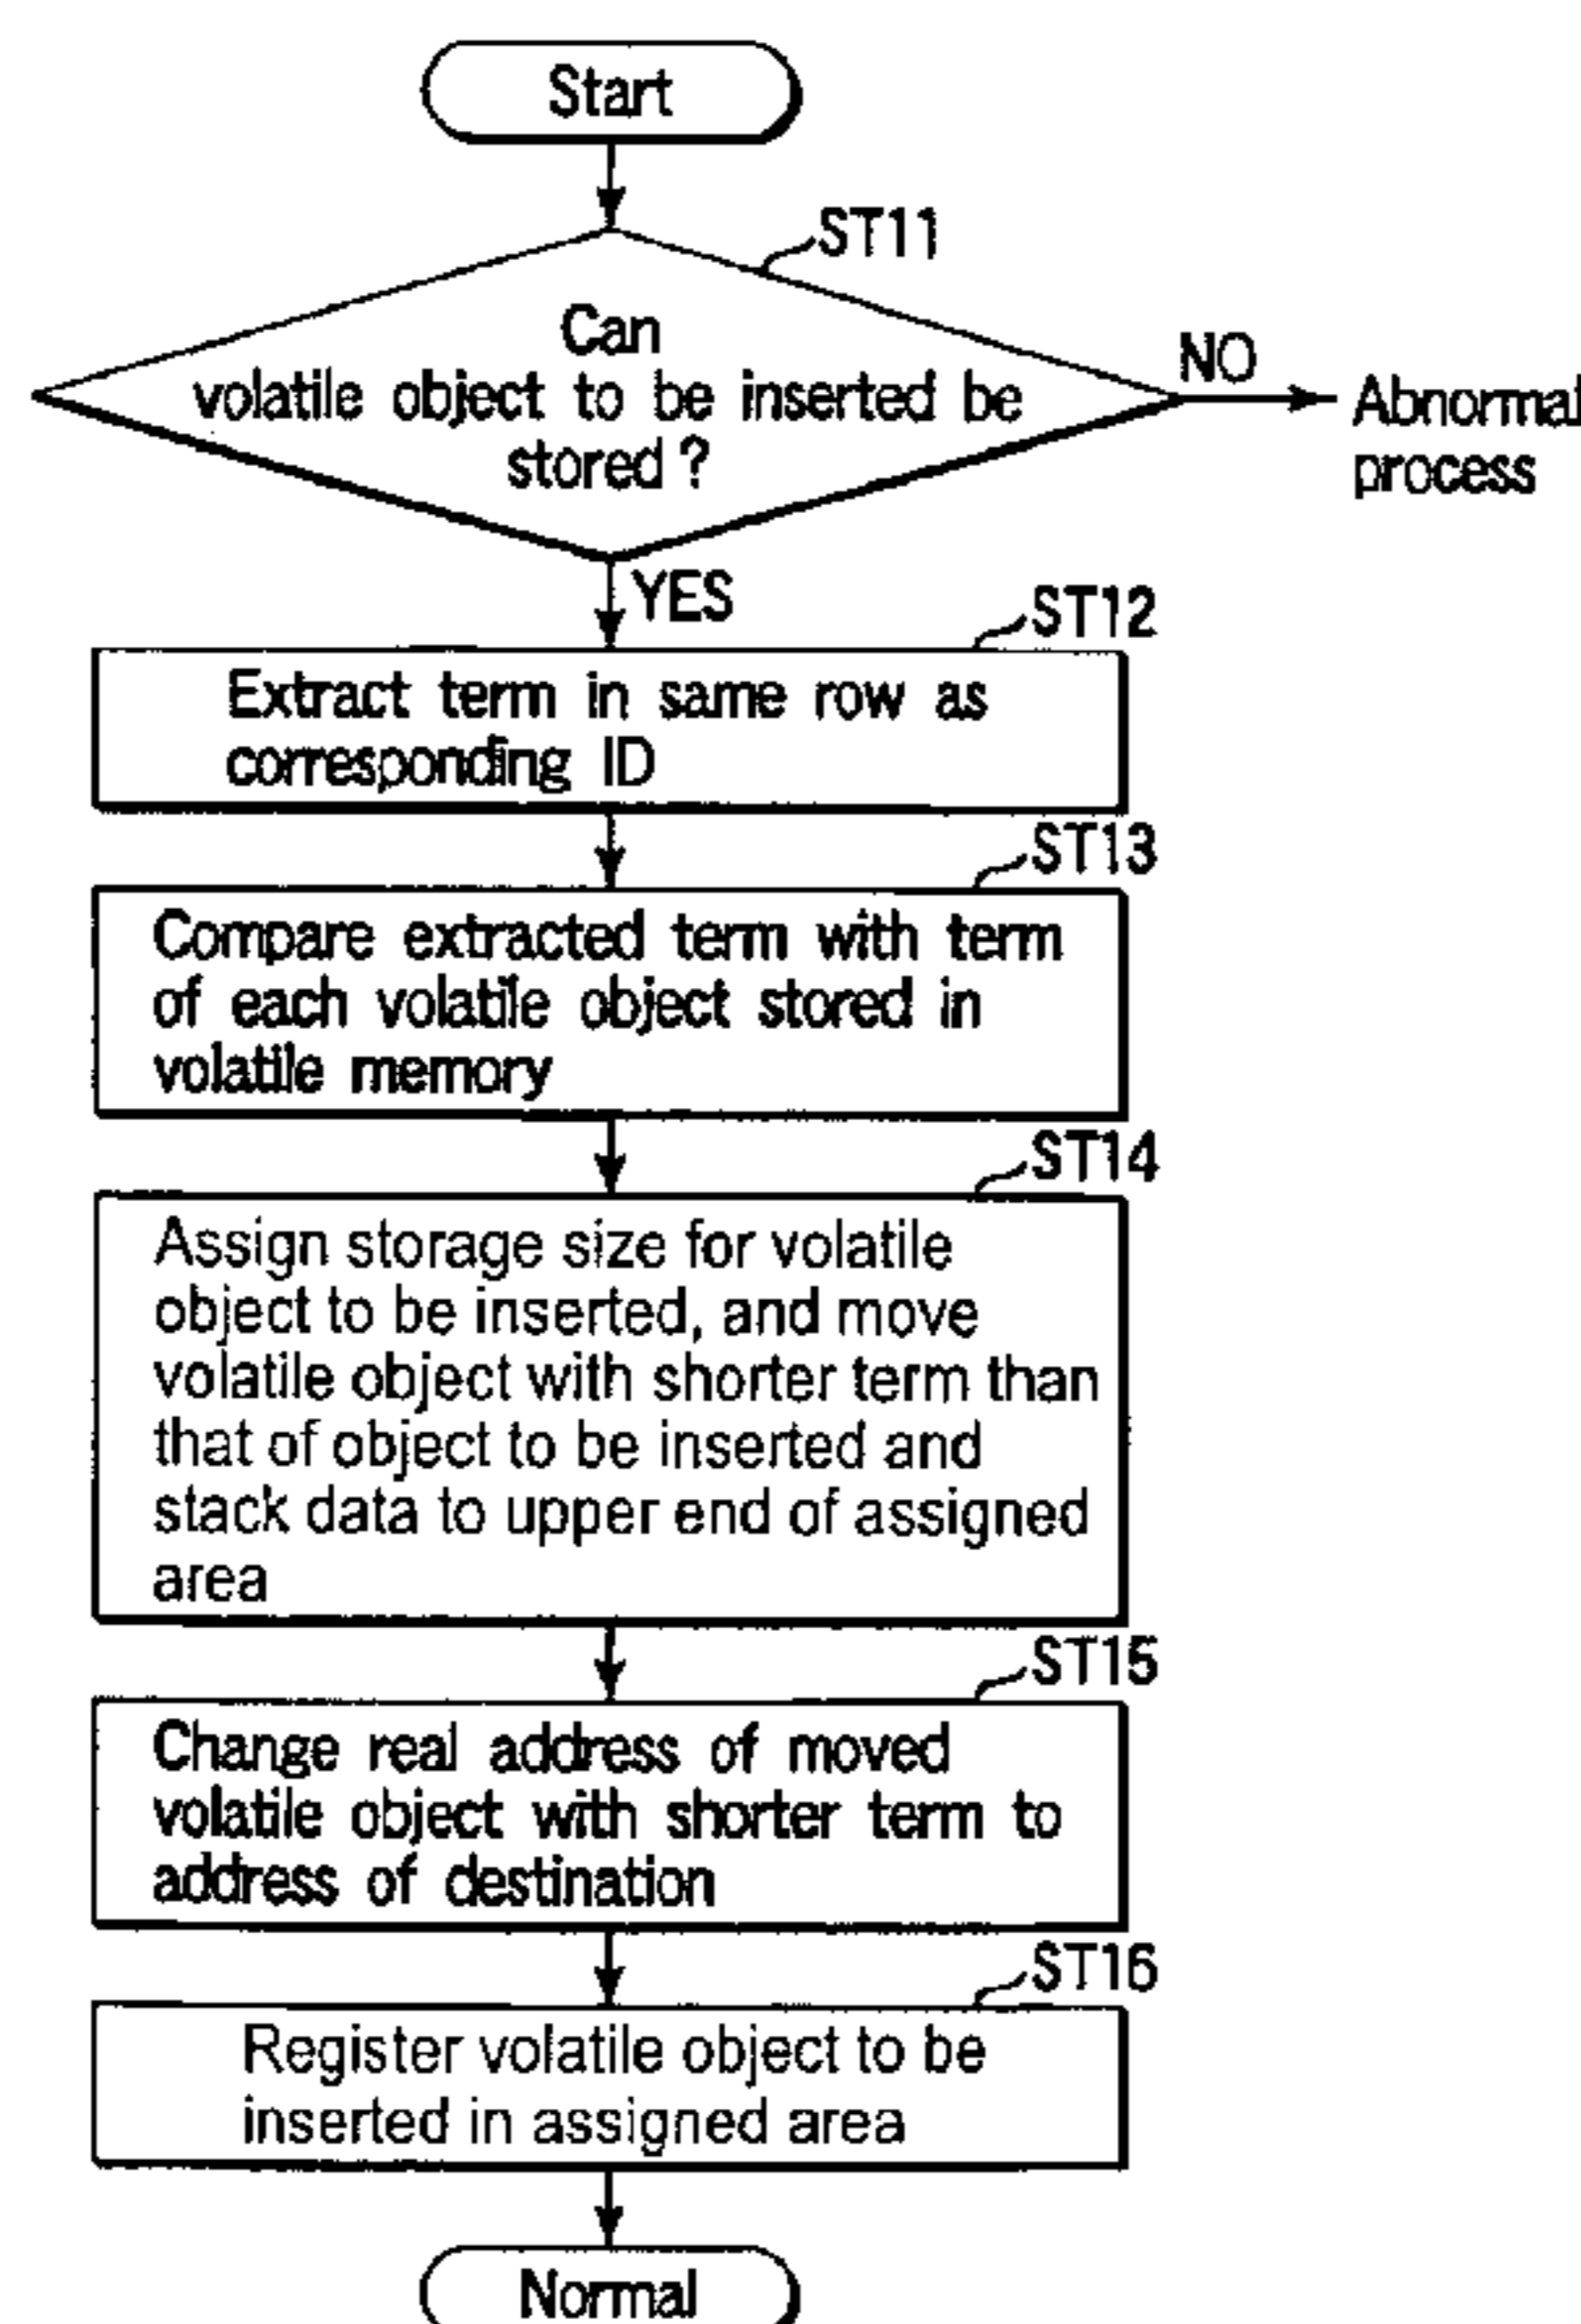 Start
ST11
Can
volatile object to be inserted be
stored?
NO
Abnormal
process
YES
ST12
Extract term in same row as
corresponding ID
ST13
Compare extracted term with term
of each volatile object stored in
volatile memory
ST14
Assign storage size for volatile
object to be inserted, and move
volatile object with shorter term than
that of object to be inserted and
stack data to upper end of assigned
area
ST15
Change real address of moved
volatile object with shorter term to
address of destination
ST16
Register volatile object to be
inserted in assigned area
Normal